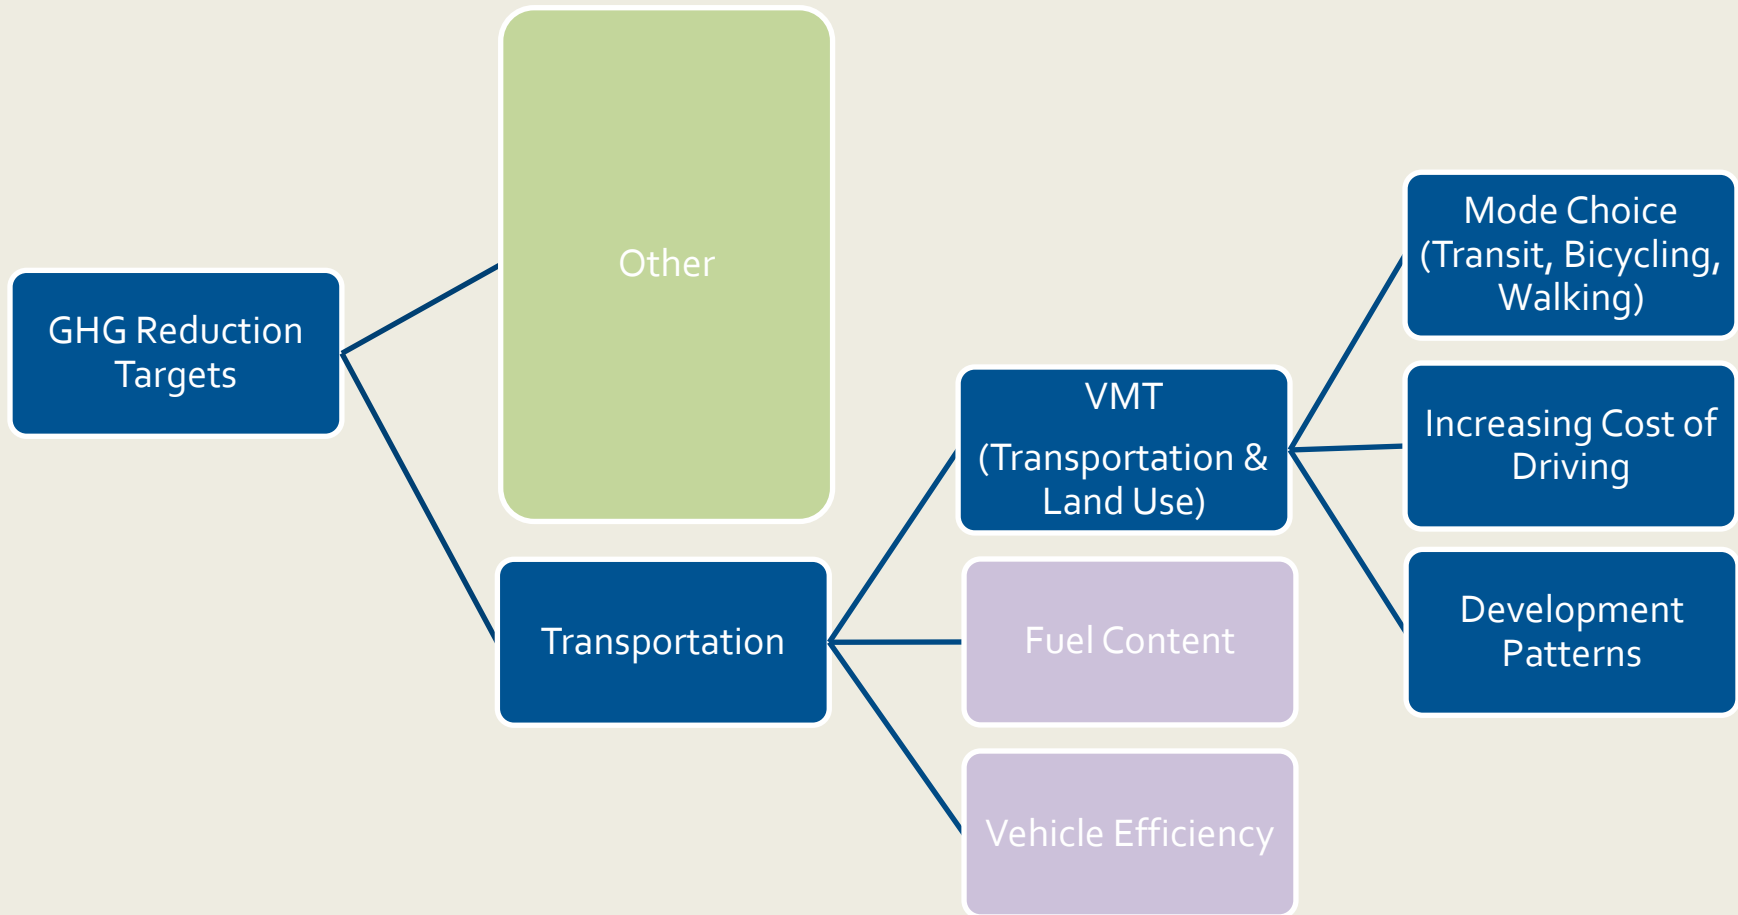 Other
GHG Reduction
Targets
Transportation
VMT
(Transportation &
Land Use)
Fuel Content
Vehicle Efficiency
Mode Choice
(Transit, Bicycling,
Walking)
Increasing Cost of
Driving
Development
Patterns